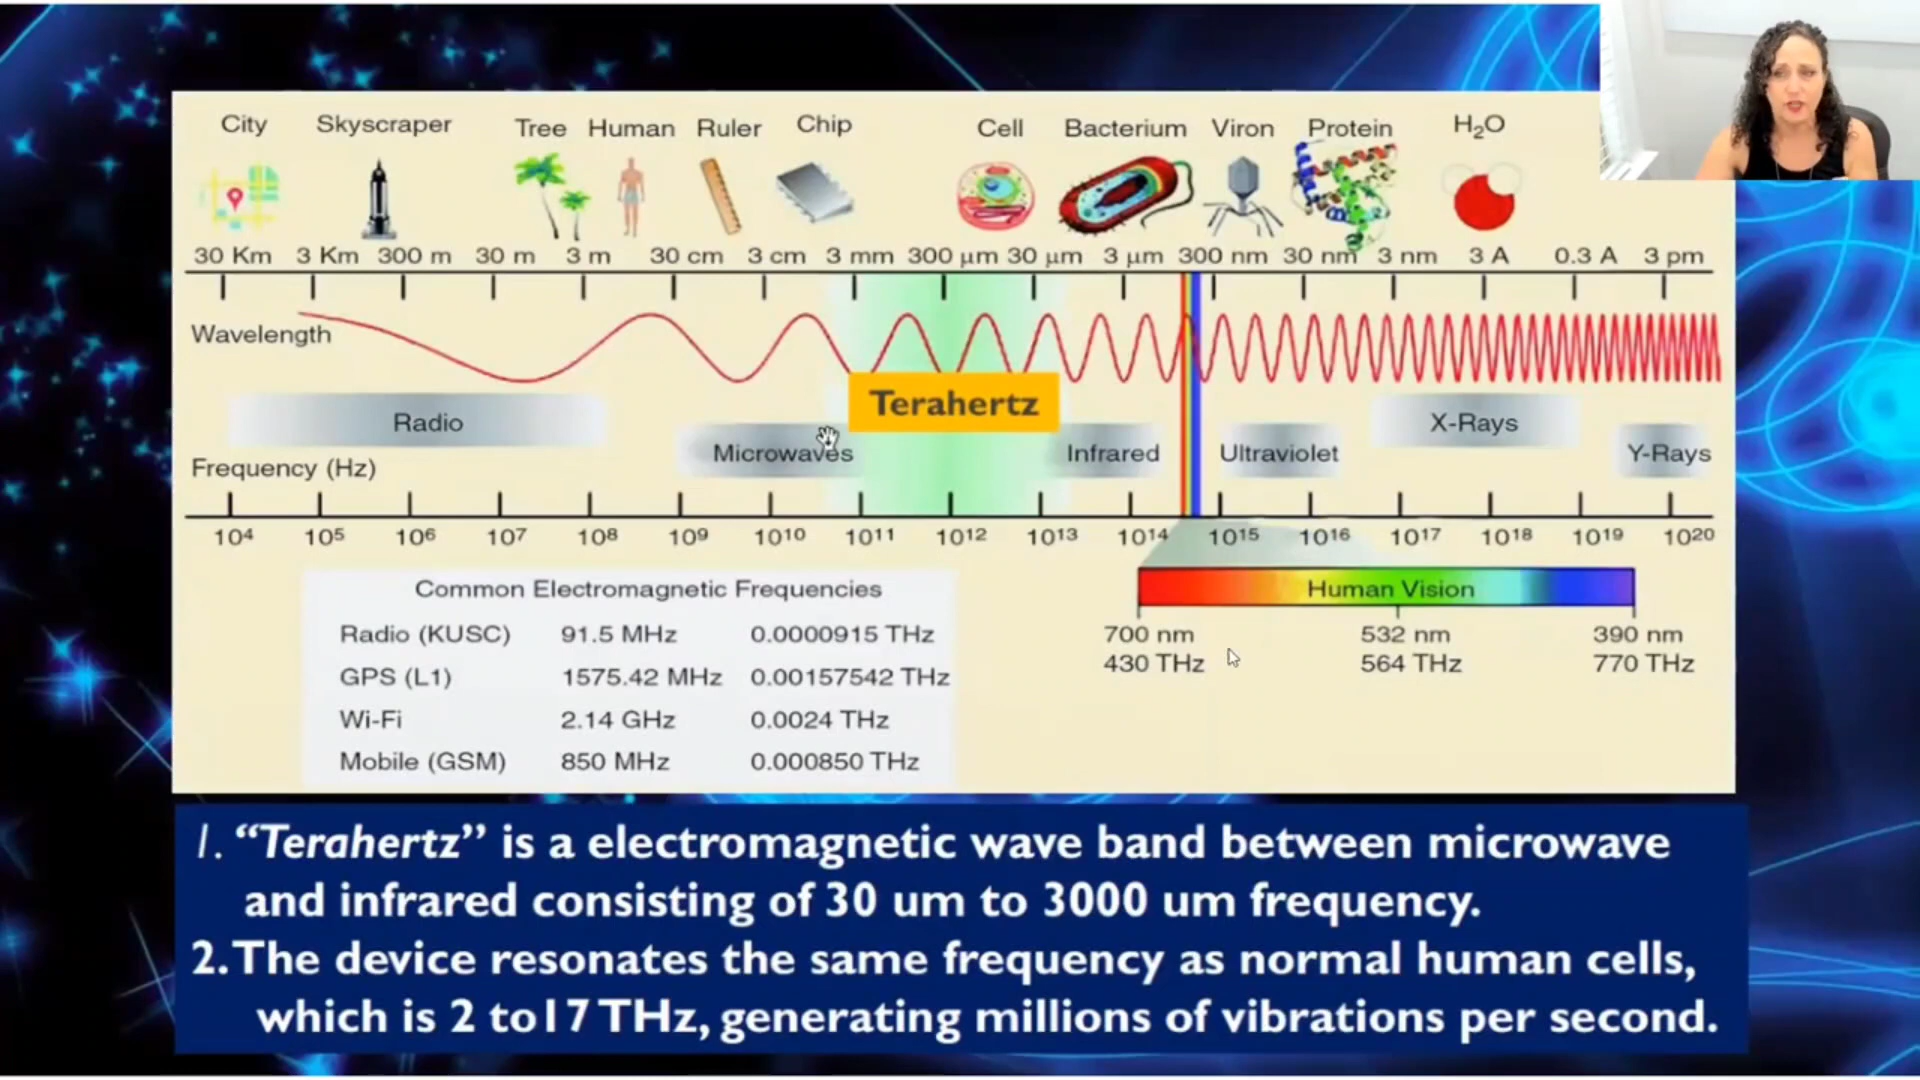 City Skyscraper Tree Human Ruler Chip Cell Bacterium Viron Protein H₂O
30 Km 3 Km 300 m 30 m 3 m 30 cm 3 cm 3 mm 300 µm 30 µm 3 µm 300 nm 30 nm 3 nm 3 A 0.3 A 3 pm
Wavelength
Terahertz
Radio
X-Rays
Microwaves
Infrared
Ultraviolet
Y-Rays
Frequency (Hz)
10⁴ 10⁵ 10⁶ 10⁷ 10⁸ 10⁹ 10¹⁰ 10¹¹ 10¹² 10¹³ 10¹⁴ 10¹⁵ 10¹⁶ 10¹⁷ 10¹⁸ 10¹⁹ 10²⁰
Common Electromagnetic Frequencies
Radio (KUSC) 91.5 MHz 0.0000915 THz
GPS (L1) 1575.42 MHz 0.00157542 THz
Wi-Fi 2.14 GHz 0.0024 THz
Mobile (GSM) 850 MHz 0.000850 THz
Human Vision
700 nm 532 nm 390 nm
430 THz 564 THz 770 THz
1. “Terahertz” is a electromagnetic wave band between microwave
and infrared consisting of 30 um to 3000 um frequency.
2.The device resonates the same frequency as normal human cells,
which is 2 to17 THz, generating millions of vibrations per second.